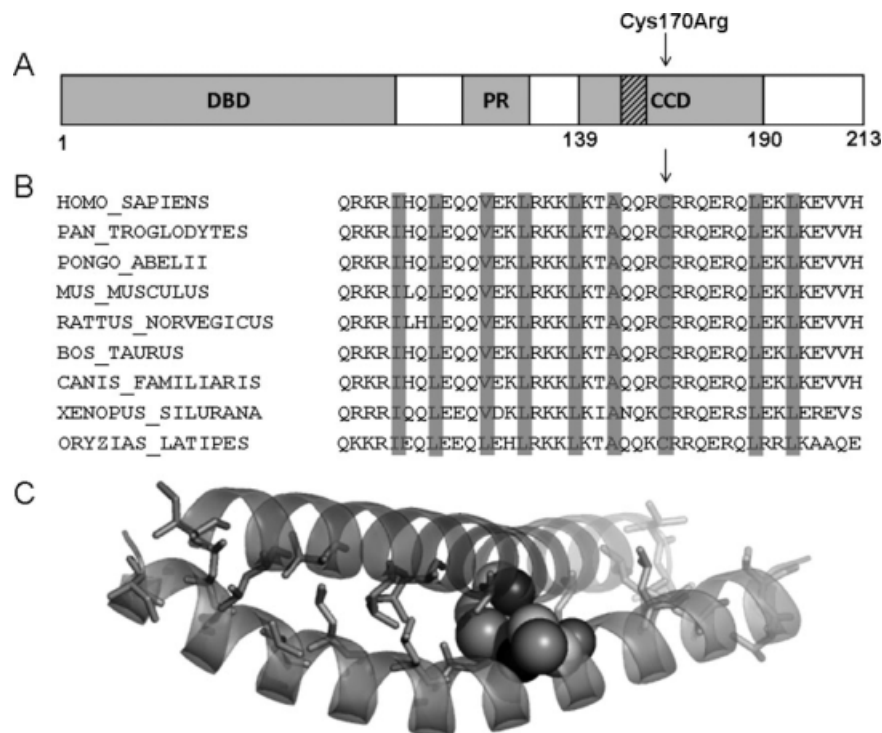 Cys170Arg
A
DBD PR CCD
1 139 190 213
B
HOMO_SAPIENS QRKRIHQLEQQVEKLRKKLKTAQQRCRRQERQLEKLKEVVH
PAN_TROGLODYTES QRKRIHQLEQQVEKLRKKLKTAQQRCRRQERQLEKLKEVVH
PONGO_ABELII QRKRIHQLEQQVEKLRKKLKTAQQRCRRQERQLEKLKEVVH
MUS_MUSCULUS QRKRILQLEQQVEKLRKKLKTAQQRCRRQERQLEKLKEVVH
RATTUS_NORVEGICUS QRKRILHLEQQVEKLRKKLKTAQQRCRRQERQLEKLKEVVH
BOS_TAURUS QRKRIHQLEQQVEKLRKKLKTAQQRCRRQERQLEKLKEVVH
CANIS_FAMILIARIS QRKRIHQLEQQVEKLRKKLKTAQQRCRRQERQLEKLKEVVH
XENOPUS_SILURANA QRRRIQQLEEQVDKLRKKLKIANQKCRRQERSLEKLEREVS
ORYZIAS_LATIPES QKKRIEQLEEQLEHLRKKLKTAQQKCRRQERQLRRLKAAQE
C